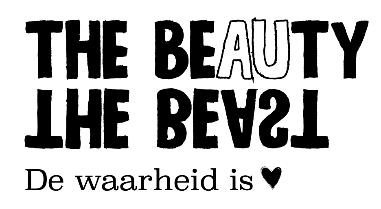 THE BEAUTY
THE BEAST
De waarheid is ♥